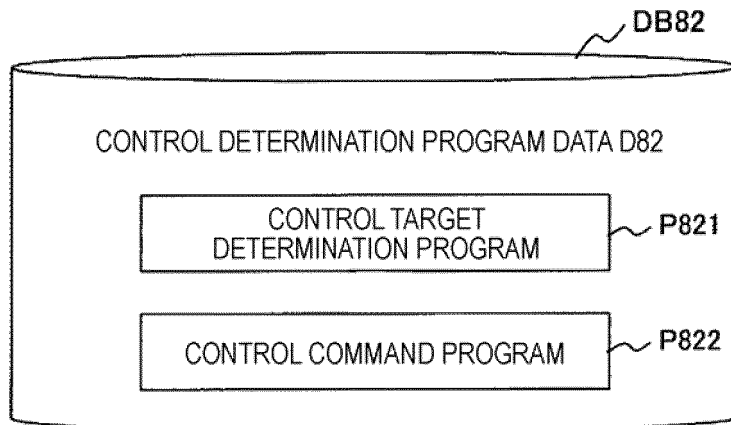 DB82
CONTROL DETERMINATION PROGRAM DATA D82
CONTROL TARGET
DETERMINATION PROGRAM
P821
CONTROL COMMAND PROGRAM
P822